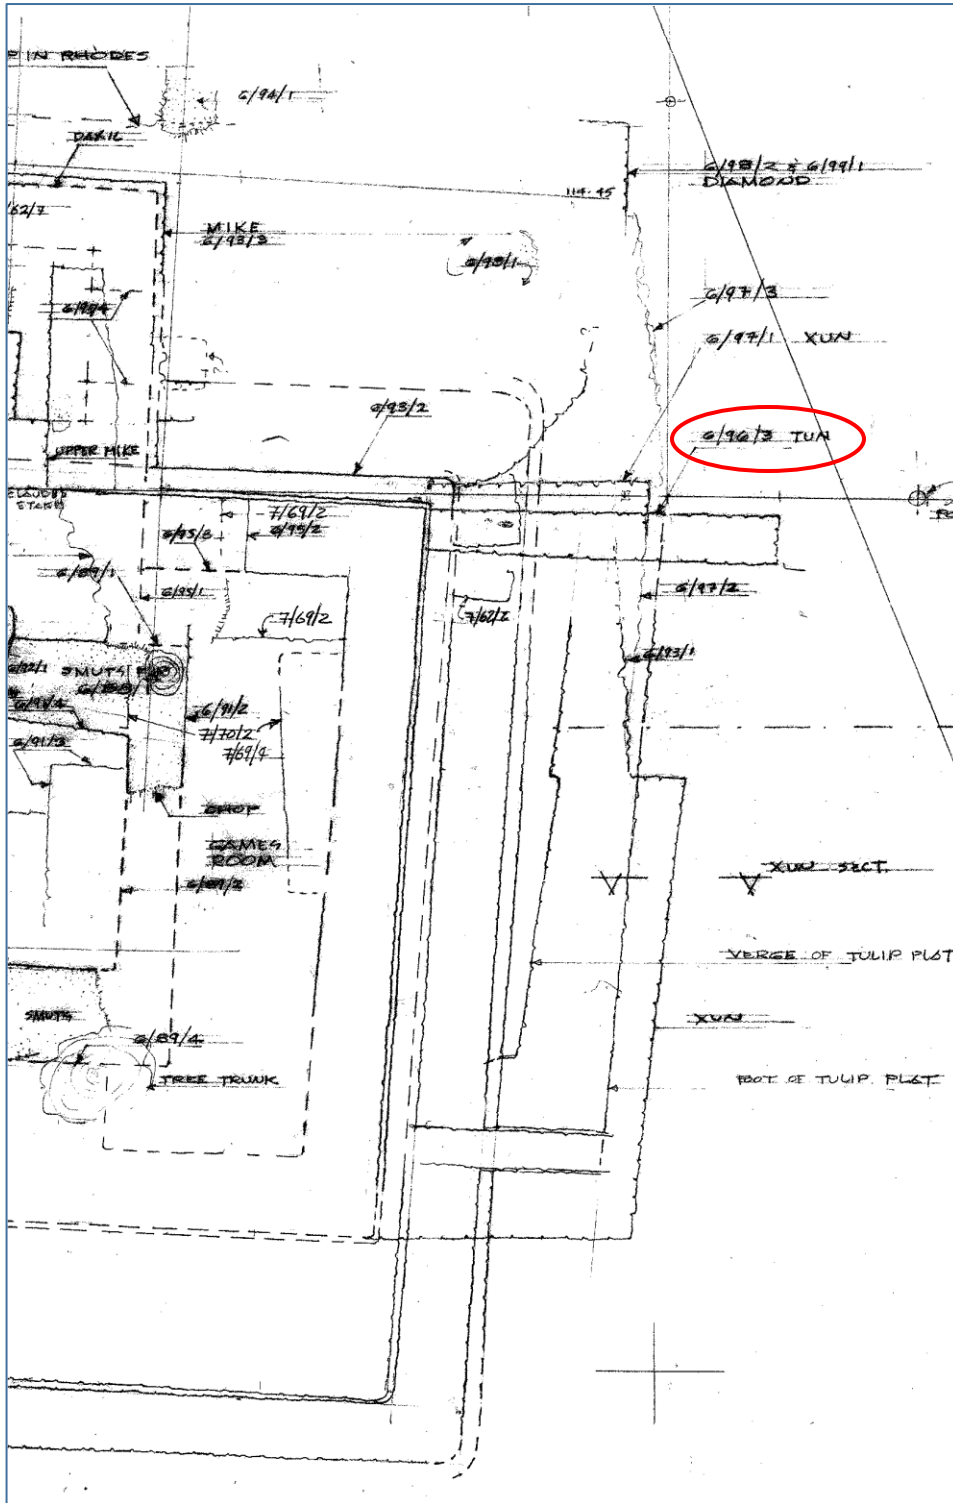 P IN RHODES
6/94/1
DARIL
6/98/2 & 6/99/1
DIAMOND
114.45
62/7
MIKE
6/93/3
6/98/1
6/97/3
6/97/1 XUN
6/93/2
6/96/3 TUN
UPPER MIKE
STONES
7/69/2
6/95/2
6/95/3
6/89/1
6/95/1
7/69/2
7/62/2
6/97/2
6/93/1
SMUTS
6/91/2
7/70/2
7/69/4
6/91/4
6/91/3
CHOP
GAMES
ROOM
6/89/2
XUN SECT.
VERGE OF TULIP PLOT
SMUTS
XUN
6/89/4
TREE TRUNK
FOOT OF TULIP PLOT